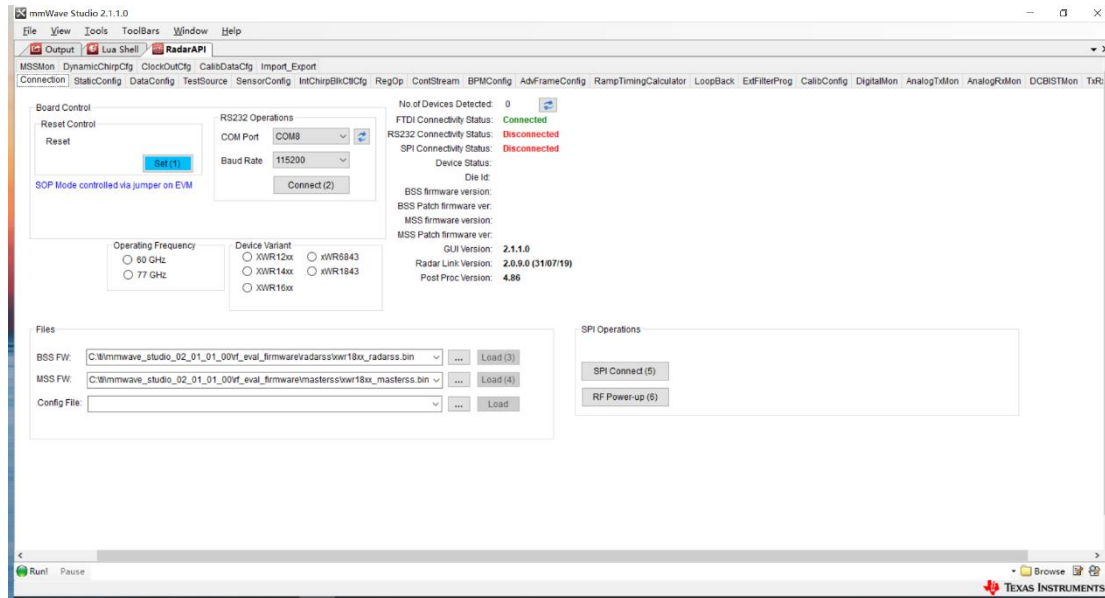 mmWave Studio 2.1.1.0
File View Tools ToolBars Window Help
Output Lua Shell RadarAPI
MSSMon DynamicChirpCfg ClockOutCfg CalibDataCfg Import_Export
Connection StaticConfig DataConfig TestSource SensorConfig IntChirpBlkCtlCfg RegOp ContStream BPMConfig AdvFrameConfig RampTimingCalculator LoopBack ExtFilterProg CalibConfig DigitalMon AnalogTxMon AnalogRxMon DCBISTMon TxR
Board Control
Reset Control
Reset
Set (1)
SOP Mode controlled via jumper on EVM
RS232 Operations
COM Port COM8
Baud Rate 115200
Connect (2)
No.of Devices Detected: 0
FTDI Connectivity Status: Connected
RS232 Connectivity Status: Disconnected
SPI Connectivity Status: Disconnected
Device Status:
Die Id:
BSS firmware version:
BSS Patch firmware ver:
MSS firmware version:
MSS Patch firmware ver:
GUI Version: 2.1.1.0
Radar Link Version: 2.0.9.0 (31/07/19)
Post Proc Version: 4.86
Operating Frequency
60 GHz
77 GHz
Device Variant
XWR12xx xWR6843
XWR14xx xWR1843
XWR16xx
Files
BSS FW: C:\ti\mmwave_studio_02_01_01_00\rf_eval_firmware\radarss\xwr18xx_radarss.bin ... Load (3)
MSS FW: C:\ti\mmwave_studio_02_01_01_00\rf_eval_firmware\masterss\xwr18xx_masterss.bin ... Load (4)
Config File: ... Load
SPI Operations
SPI Connect (5)
RF Power-up (6)
Run! Pause
Browse
TEXAS INSTRUMENTS